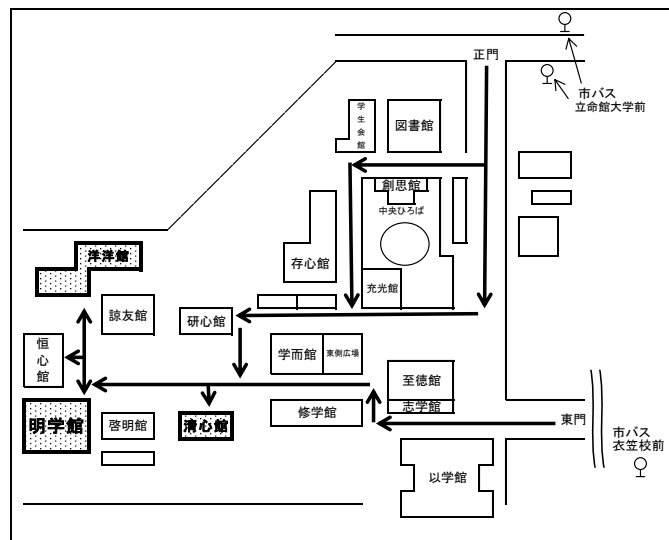 正門
市バス
立命館大学前
学生会館
図書館
創思館
中央ひろば
存心館
充光館
洋洋館
諒友館
研心館
恒心館
学而館
東側広場
至徳館
志学館
明学館
啓明館
清心館
修学館
東門
市バス
衣笠校前
以学館